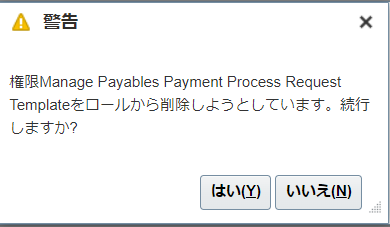 警告
権限Manage Payables Payment Process Request
Templateをロールから削除しようとしています。続行
しますか?
はい(Y) いいえ(N)